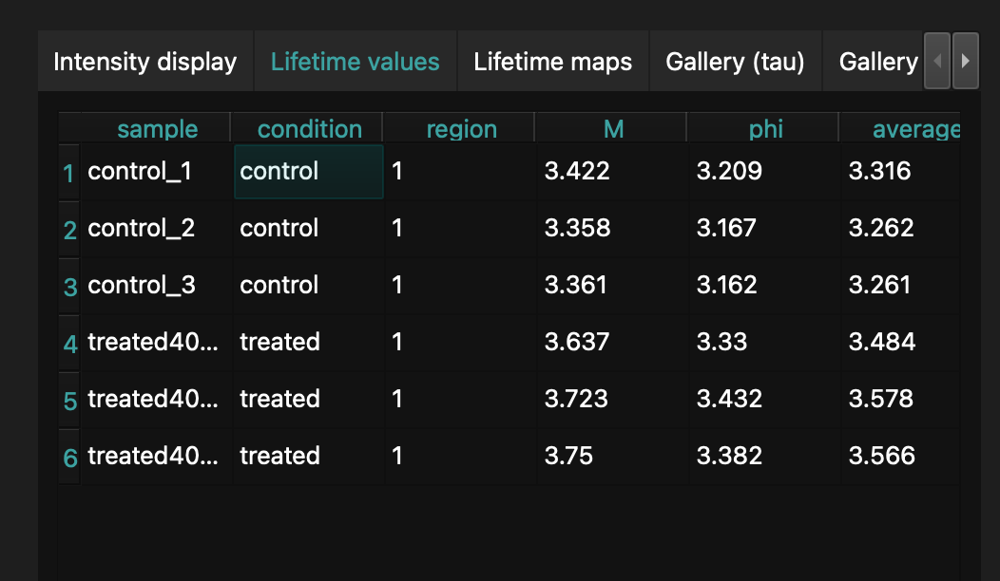 Intensity display Lifetime values Lifetime maps Gallery (tau) Gallery
sample condition region M phi average
1 control_1 control 1 3.422 3.209 3.316
2 control_2 control 1 3.358 3.167 3.262
3 control_3 control 1 3.361 3.162 3.261
4 treated40... treated 1 3.637 3.33 3.484
5 treated40... treated 1 3.723 3.432 3.578
6 treated40... treated 1 3.75 3.382 3.566